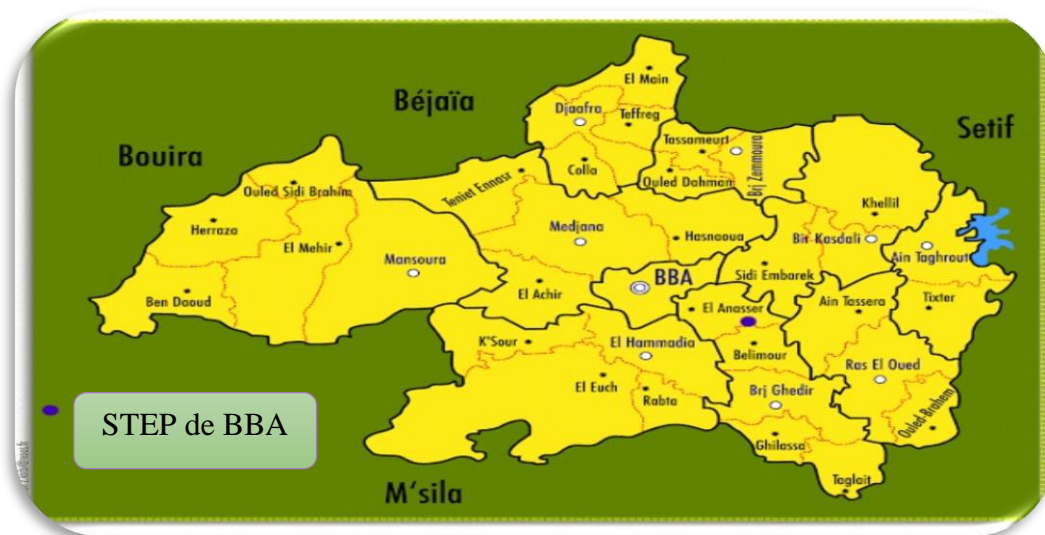 El Main
Béjaïa
Djaafra
Teffreg
Setif
Tassameurt
Bouira
Colla
Ouled Dahman
Brj Zemmoura
Ouled Sidi Brahim
Teniet Ennasr
Khellil
Herraza
Medjana
El Mehir
Hasnaoua
Bir Kasdali
Mansoura
Ain Taghrout
BBA
Sidi Embarek
Ben Daoud
El Achir
Ain Tassera
Tixter
El Anasser
K'Sour
El Hammadia
Belimour
Ras El Oued
El Euch
Rabta
Brj Ghedir
Ouled-Brahem
STEP de BBA
Ghilassa
Taglait
M'sila